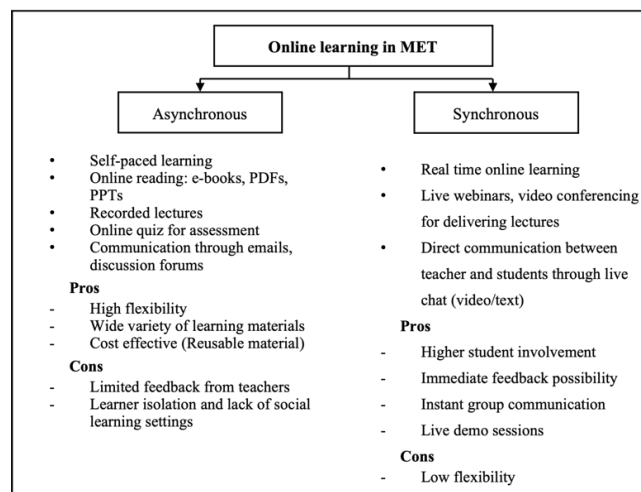 Online learning in MET
Asynchronous
• Self-paced learning
• Online reading: e-books, PDFs,
PPTs
• Recorded lectures
• Online quiz for assessment
• Communication through emails,
discussion forums
Pros
- High flexibility
- Wide variety of learning materials
- Cost effective (Reusable material)
Cons
- Limited feedback from teachers
- Learner isolation and lack of social
learning settings
Synchronous
• Real time online learning
• Live webinars, video conferencing
for delivering lectures
• Direct communication between
teacher and students through live
chat (video/text)
Pros
- Higher student involvement
- Immediate feedback possibility
- Instant group communication
- Live demo sessions
Cons
- Low flexibility